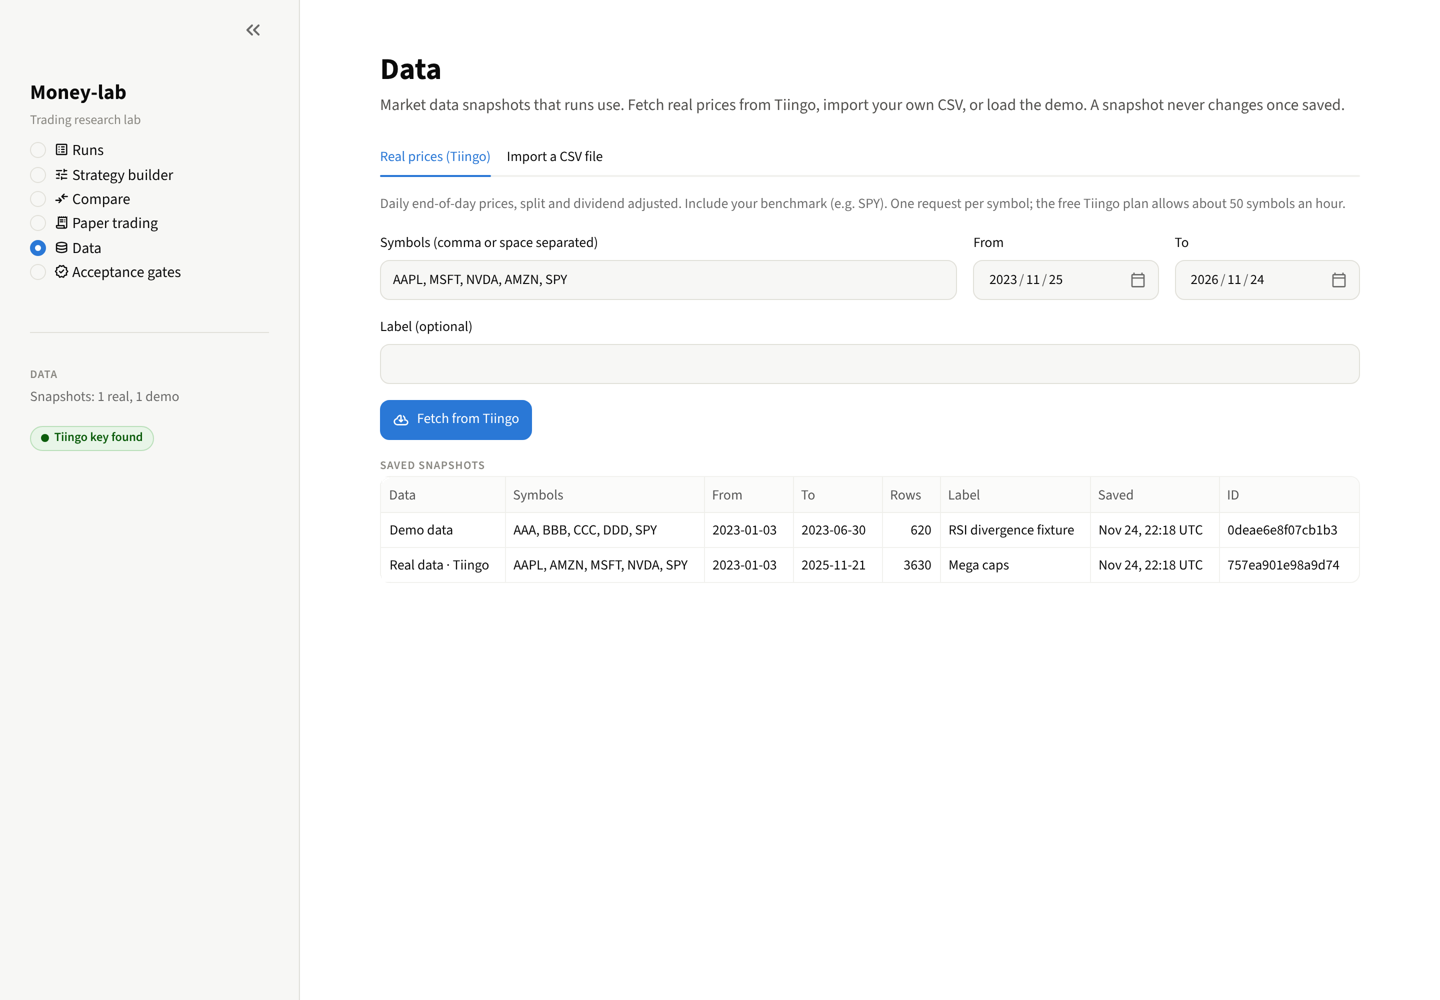 Money-lab
Trading research lab
Runs
Strategy builder
Compare
Paper trading
Data
Acceptance gates
DATA
Snapshots: 1 real, 1 demo
Tiingo key found
Data
Market data snapshots that runs use. Fetch real prices from Tiingo, import your own CSV, or load the demo. A snapshot never changes once saved.
Real prices (Tiingo) Import a CSV file
Daily end-of-day prices, split and dividend adjusted. Include your benchmark (e.g. SPY). One request per symbol; the free Tiingo plan allows about 50 symbols an hour.
Symbols (comma or space separated) From To
AAPL, MSFT, NVDA, AMZN, SPY 2023/11/25 2026/11/24
Label (optional)
Fetch from Tiingo
SAVED SNAPSHOTS
Data Symbols From To Rows Label Saved ID
Demo data AAA, BBB, CCC, DDD, SPY 2023-01-03 2023-06-30 620 RSI divergence fixture Nov 24, 22:18 UTC 0deae6e8f07cb1b3
Real data · Tiingo AAPL, AMZN, MSFT, NVDA, SPY 2023-01-03 2025-11-21 3630 Mega caps Nov 24, 22:18 UTC 757ea901e98a9d74